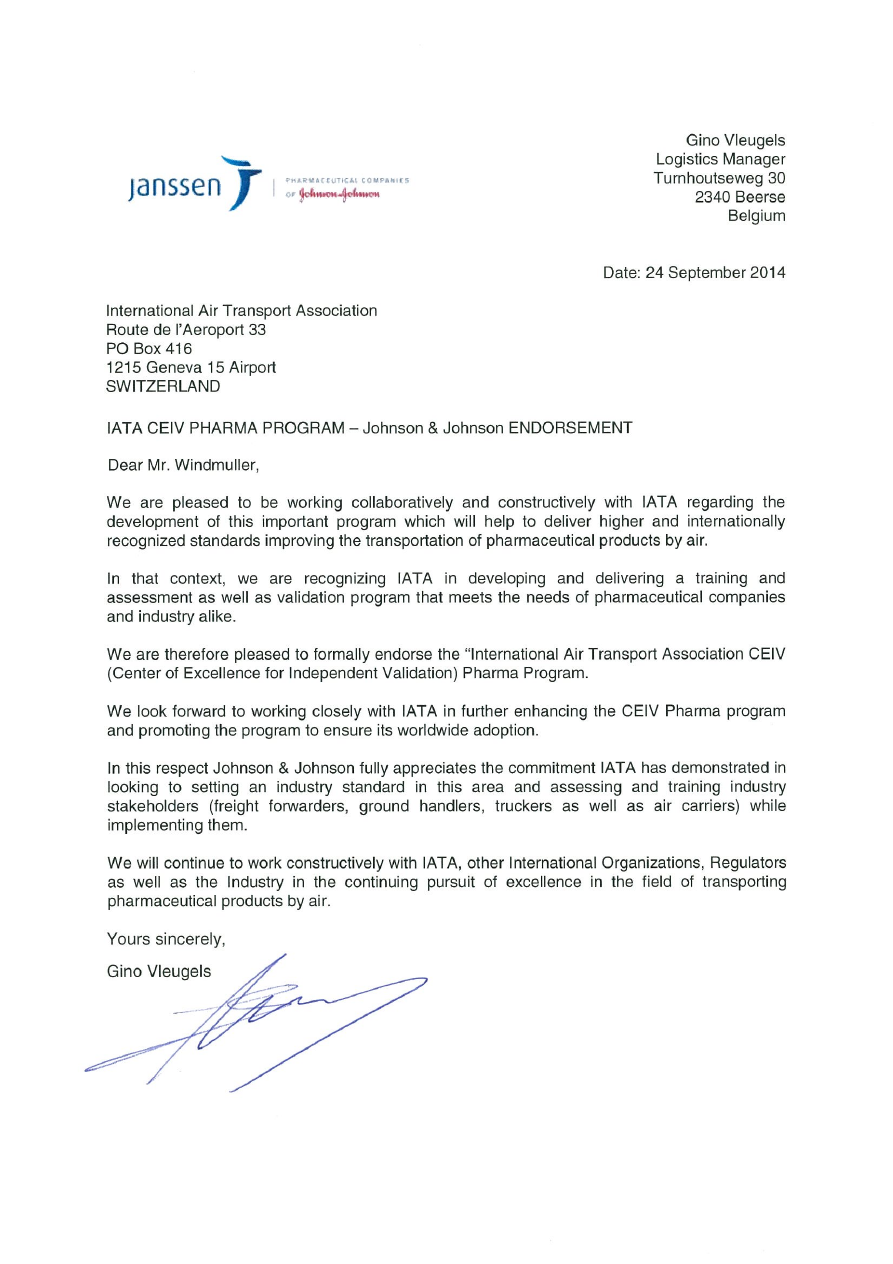 Gino Vleugels
Logistics Manager
Turnhoutseweg 30
2340 Beerse
Belgium
janssen
PHARMACEUTICAL COMPANIES
OF Johnson & Johnson
Date: 24 September 2014
International Air Transport Association
Route de l'Aeroport 33
PO Box 416
1215 Geneva 15 Airport
SWITZERLAND
IATA CEIV PHARMA PROGRAM – Johnson & Johnson ENDORSEMENT
Dear Mr. Windmuller,
We are pleased to be working collaboratively and constructively with IATA regarding the
development of this important program which will help to deliver higher and internationally
recognized standards improving the transportation of pharmaceutical products by air.
In that context, we are recognizing IATA in developing and delivering a training and
assessment as well as validation program that meets the needs of pharmaceutical companies
and industry alike.
We are therefore pleased to formally endorse the “International Air Transport Association CEIV
(Center of Excellence for Independent Validation) Pharma Program.
We look forward to working closely with IATA in further enhancing the CEIV Pharma program
and promoting the program to ensure its worldwide adoption.
In this respect Johnson & Johnson fully appreciates the commitment IATA has demonstrated in
looking to setting an industry standard in this area and assessing and training industry
stakeholders (freight forwarders, ground handlers, truckers as well as air carriers) while
implementing them.
We will continue to work constructively with IATA, other International Organizations, Regulators
as well as the Industry in the continuing pursuit of excellence in the field of transporting
pharmaceutical products by air.
Yours sincerely,
Gino Vleugels